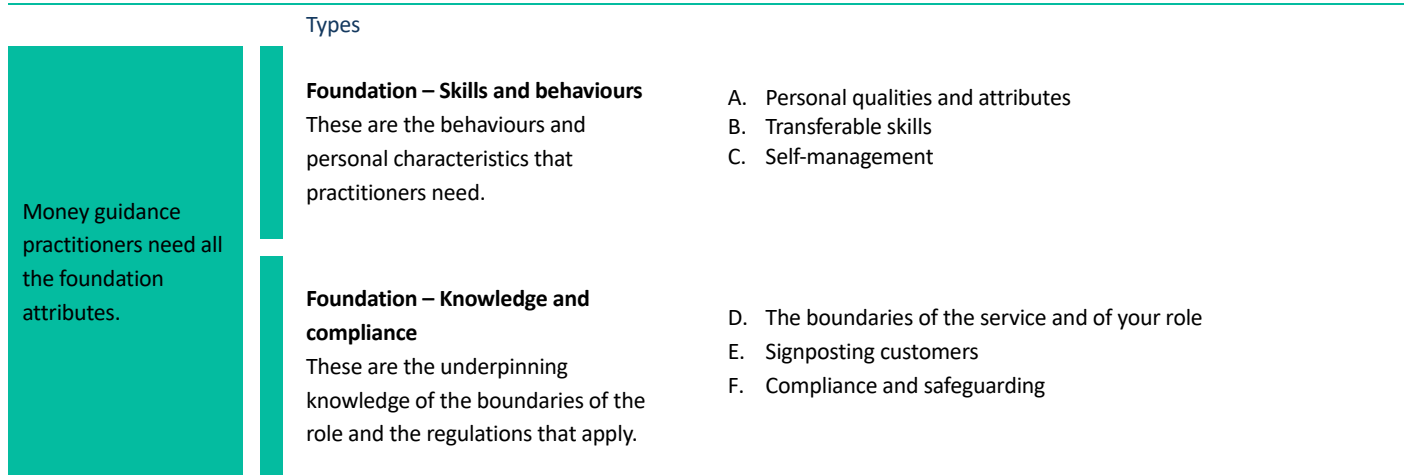 Types
Money guidance
practitioners need all
the foundation
attributes.
Foundation – Skills and behaviours
These are the behaviours and
personal characteristics that
practitioners need.
A. Personal qualities and attributes
B. Transferable skills
C. Self-management
Foundation – Knowledge and
compliance
These are the underpinning
knowledge of the boundaries of the
role and the regulations that apply.
D. The boundaries of the service and of your role
E. Signposting customers
F. Compliance and safeguarding